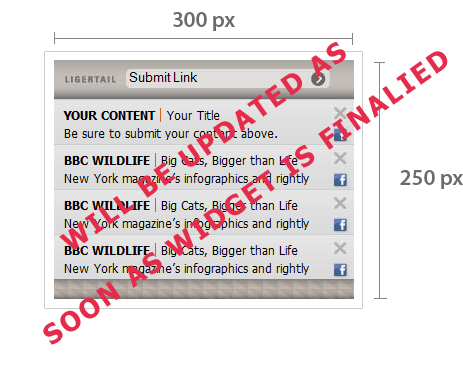 300 px
LIGERTAIL Submit Link
YOUR CONTENT | Your Title
Be sure to submit your content above.
BBC WILDLIFE | Big Cats, Bigger than Life
New York magazine's infographics and rightly
BBC WILDLIFE | Big Cats, Bigger than Life
New York magazine's infographics and rightly
BBC WILDLIFE | Big Cats, Bigger than Life
New York magazine's infographics and rightly
250 px
WILL BE UPDATED AS
SOON AS WIDGET IS FINALIED